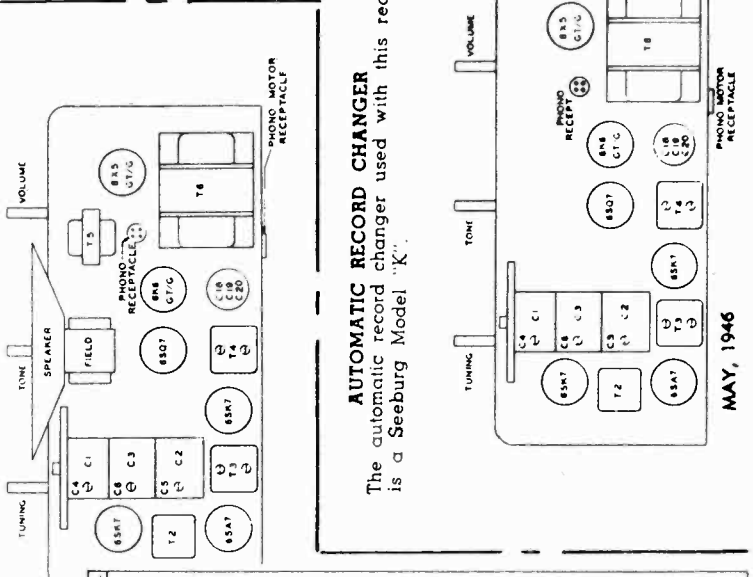 TUNING
TONE
VOLUME
SPEAKER
FIELD
T5
C4 C1
C6 C3
C5 C2
6SK7
T2
6SA7
T3
6SK7
T4
6SQ7
6K6
GT/G
C18
C19
C20
PHONO
RECEPTACLE
6X5
GT/G
T6
PHONO MOTOR
RECEPTACLE
AUTOMATIC RECORD CHANGER
The automatic record changer used with this
is a Seeburg Model "K".
TUNING
TONE
VOLUME
C4 C1
C6 C3
C5 C2
6SK7
T2
6SA7
T3
6SK7
T4
6SQ7
6K6
GT/G
C18
C19
C20
PHONO
RECEPT
6X5
GT/G
PHONO MOTOR
RECEPTACLE
MAY, 1946